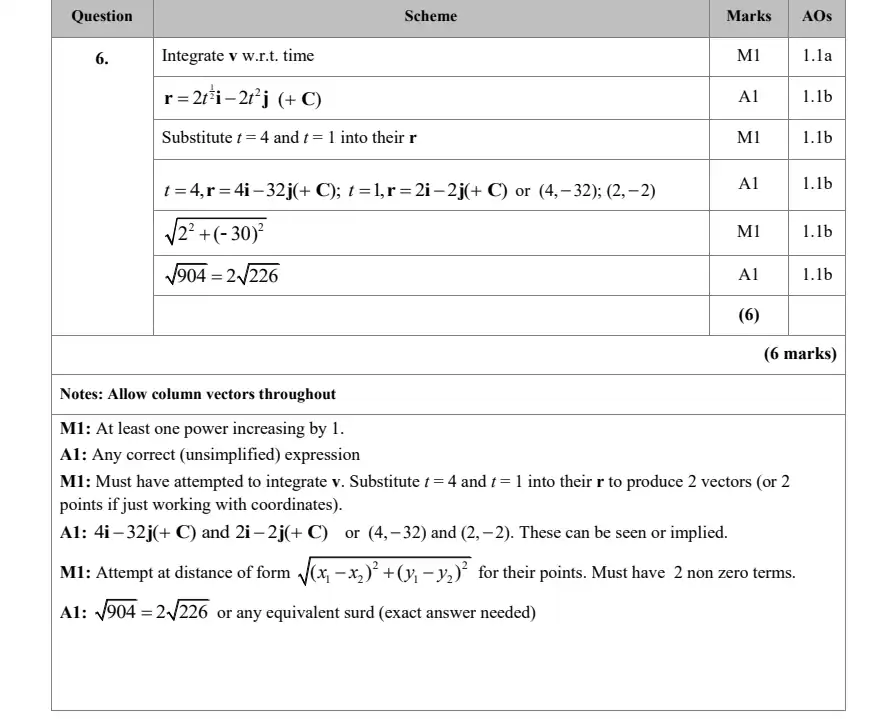 Question Scheme Marks AOs
6. Integrate v w.r.t. time M1 1.1a
r = 2t^{1/2}i − 2t²j (+ C) A1 1.1b
Substitute t = 4 and t = 1 into their r M1 1.1b
t = 4, r = 4i − 32j(+ C); t = 1, r = 2i − 2j(+ C) or (4, − 32); (2, − 2) A1 1.1b
√(2² + (- 30)²) M1 1.1b
√904 = 2√226 A1 1.1b
(6)
(6 marks)
Notes: Allow column vectors throughout
M1: At least one power increasing by 1.
A1: Any correct (unsimplified) expression
M1: Must have attempted to integrate v. Substitute t = 4 and t = 1 into their r to produce 2 vectors (or 2
points if just working with coordinates).
A1: 4i − 32j(+ C) and 2i − 2j(+ C) or (4, − 32) and (2, − 2). These can be seen or implied.
M1: Attempt at distance of form √((x₁ − x₂)² + (y₁ − y₂)²) for their points. Must have 2 non zero terms.
A1: √904 = 2√226 or any equivalent surd (exact answer needed)